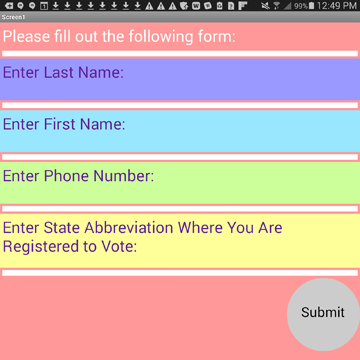 99% 12:49 PM
Screen1
Please fill out the following form:
Enter Last Name:
Enter First Name:
Enter Phone Number:
Enter State Abbreviation Where You Are
Registered to Vote:
Submit